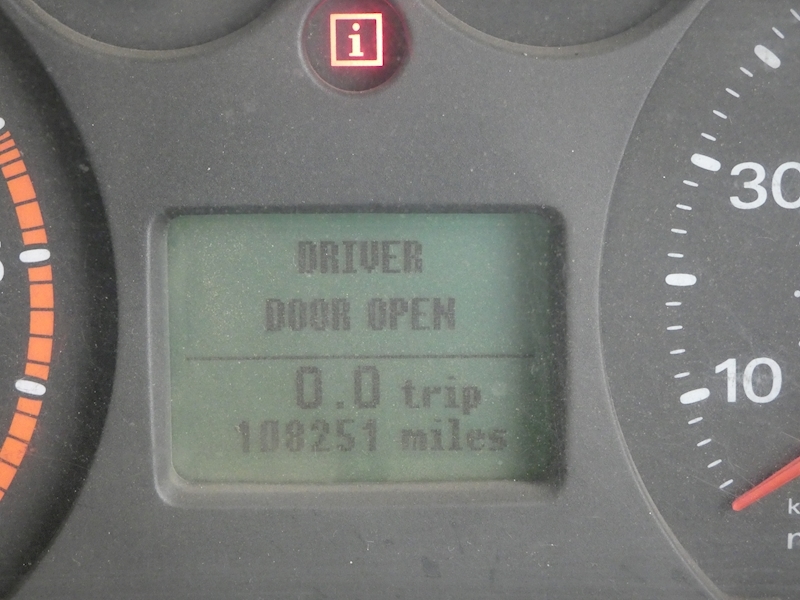 i
DRIVER
DOOR OPEN
0.0 trip
108251 miles
30
10